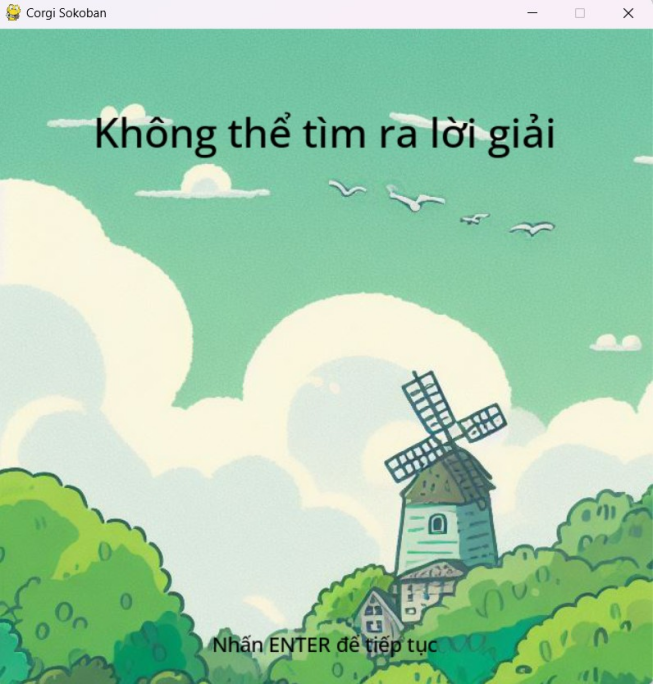 Corgi Sokoban
Không thể tìm ra lời giải
Nhấn ENTER để tiếp tục